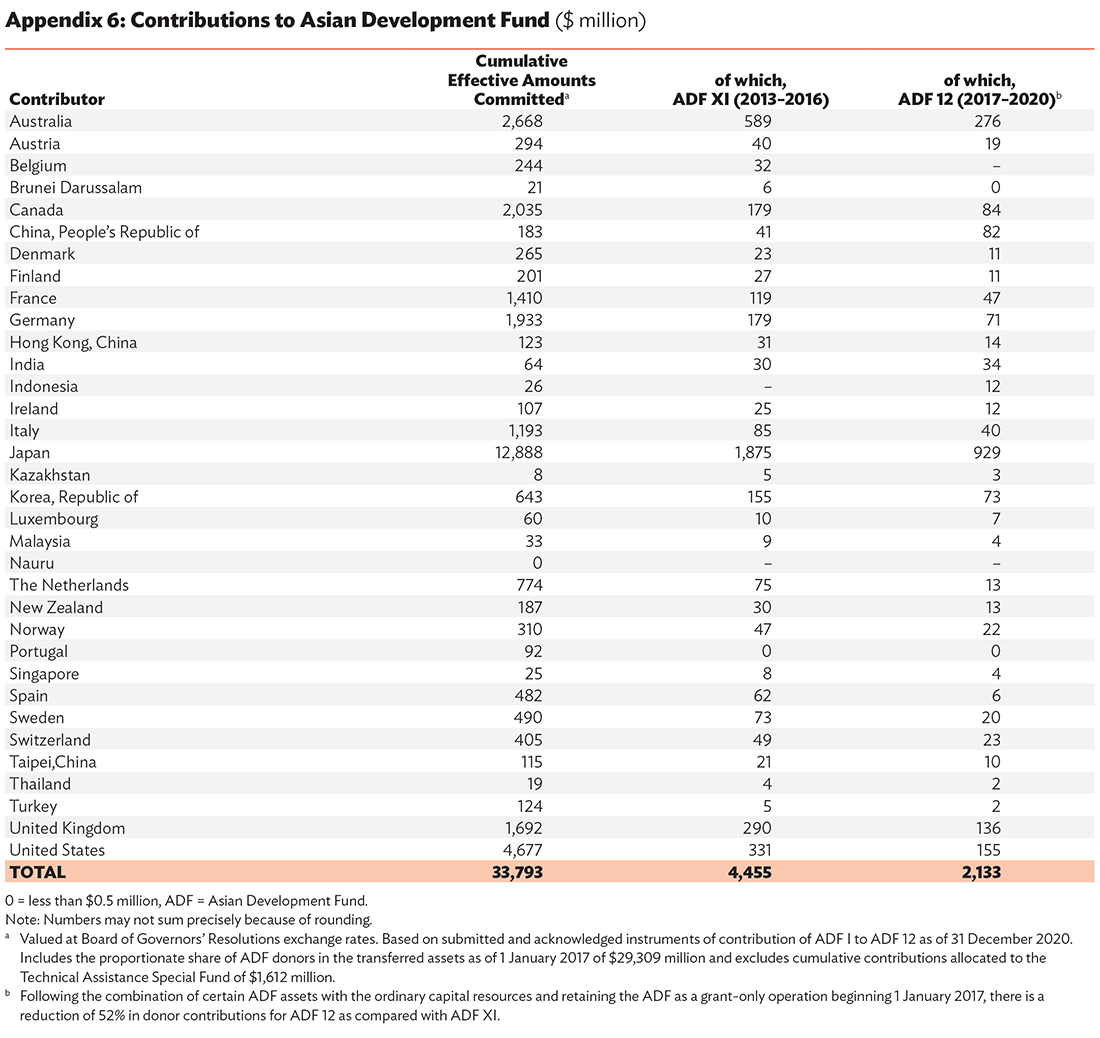 Appendix 6: Contributions to Asian Development Fund ($ million)
Cumulative
Effective Amounts of which, of which,
Contributor Committedᵃ ADF XI (2013–2016) ADF 12 (2017–2020)ᵇ
Australia 2,668 589 276
Austria 294 40 19
Belgium 244 32 –
Brunei Darussalam 21 6 0
Canada 2,035 179 84
China, People’s Republic of 183 41 82
Denmark 265 23 11
Finland 201 27 11
France 1,410 119 47
Germany 1,933 179 71
Hong Kong, China 123 31 14
India 64 30 34
Indonesia 26 – 12
Ireland 107 25 12
Italy 1,193 85 40
Japan 12,888 1,875 929
Kazakhstan 8 5 3
Korea, Republic of 643 155 73
Luxembourg 60 10 7
Malaysia 33 9 4
Nauru 0 – –
The Netherlands 774 75 13
New Zealand 187 30 13
Norway 310 47 22
Portugal 92 0 0
Singapore 25 8 4
Spain 482 62 6
Sweden 490 73 20
Switzerland 405 49 23
Taipei,China 115 21 10
Thailand 19 4 2
Turkey 124 5 2
United Kingdom 1,692 290 136
United States 4,677 331 155
TOTAL 33,793 4,455 2,133
0 = less than $0.5 million, ADF = Asian Development Fund.
Note: Numbers may not sum precisely because of rounding.
ᵃ Valued at Board of Governors’ Resolutions exchange rates. Based on submitted and acknowledged instruments of contribution of ADF I to ADF 12 as of 31 December 2020.
Includes the proportionate share of ADF donors in the transferred assets as of 1 January 2017 of $29,309 million and excludes cumulative contributions allocated to the
Technical Assistance Special Fund of $1,612 million.
ᵇ Following the combination of certain ADF assets with the ordinary capital resources and retaining the ADF as a grant-only operation beginning 1 January 2017, there is a
reduction of 52% in donor contributions for ADF 12 as compared with ADF XI.